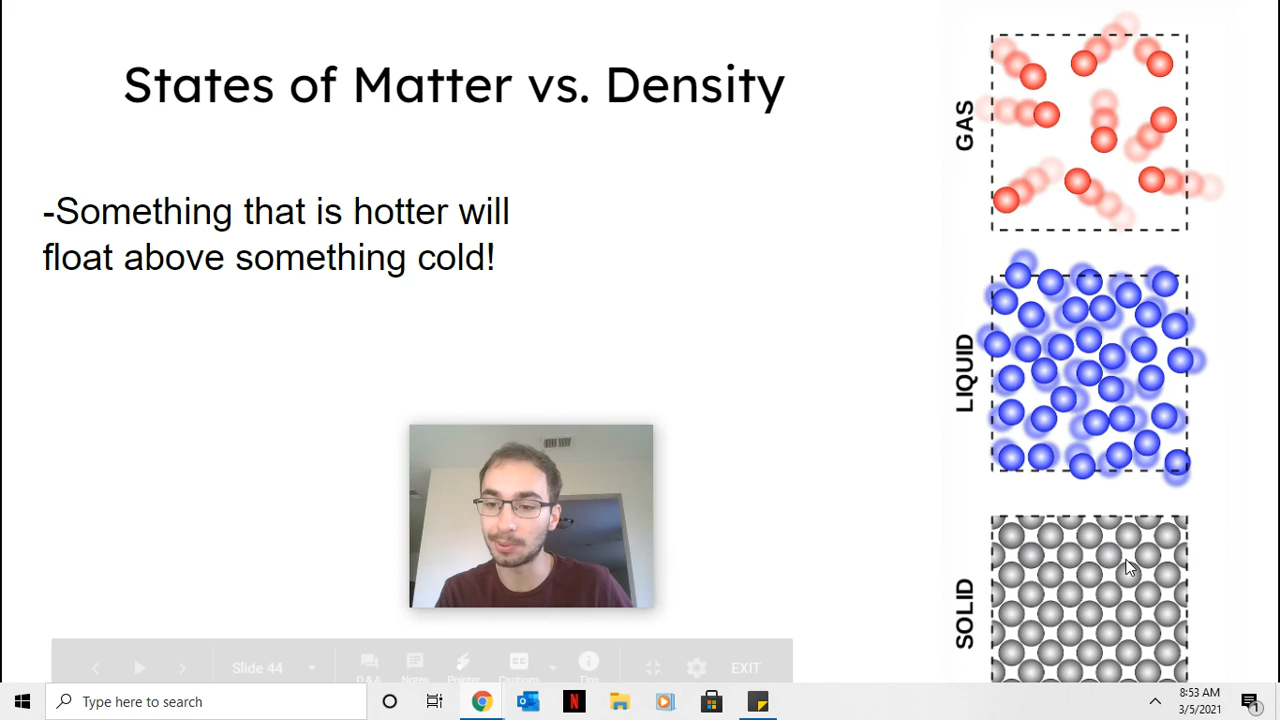 States of Matter vs. Density
-Something that is hotter will
float above something cold!
GAS
LIQUID
SOLID
Slide 44
Q & A
Notes
Pointer
Captions
Tips
EXIT
Type here to search
8:53 AM
3/5/2021